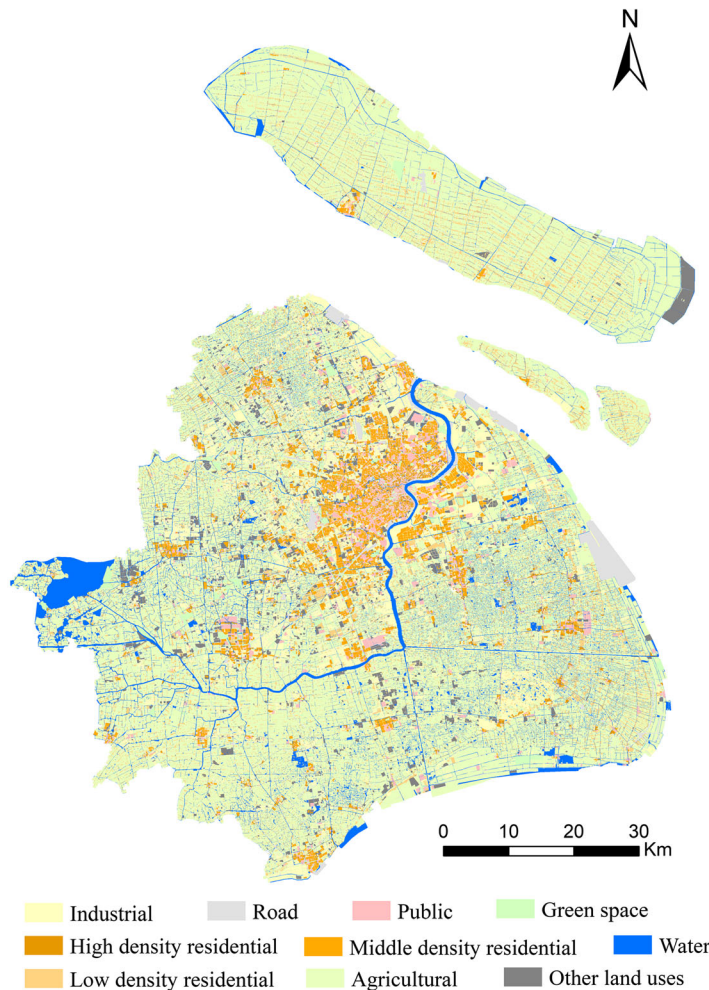 N
0 10 20 30
Km
Industrial Road Public Green space
High density residential Middle density residential Water
Low density residential Agricultural Other land uses